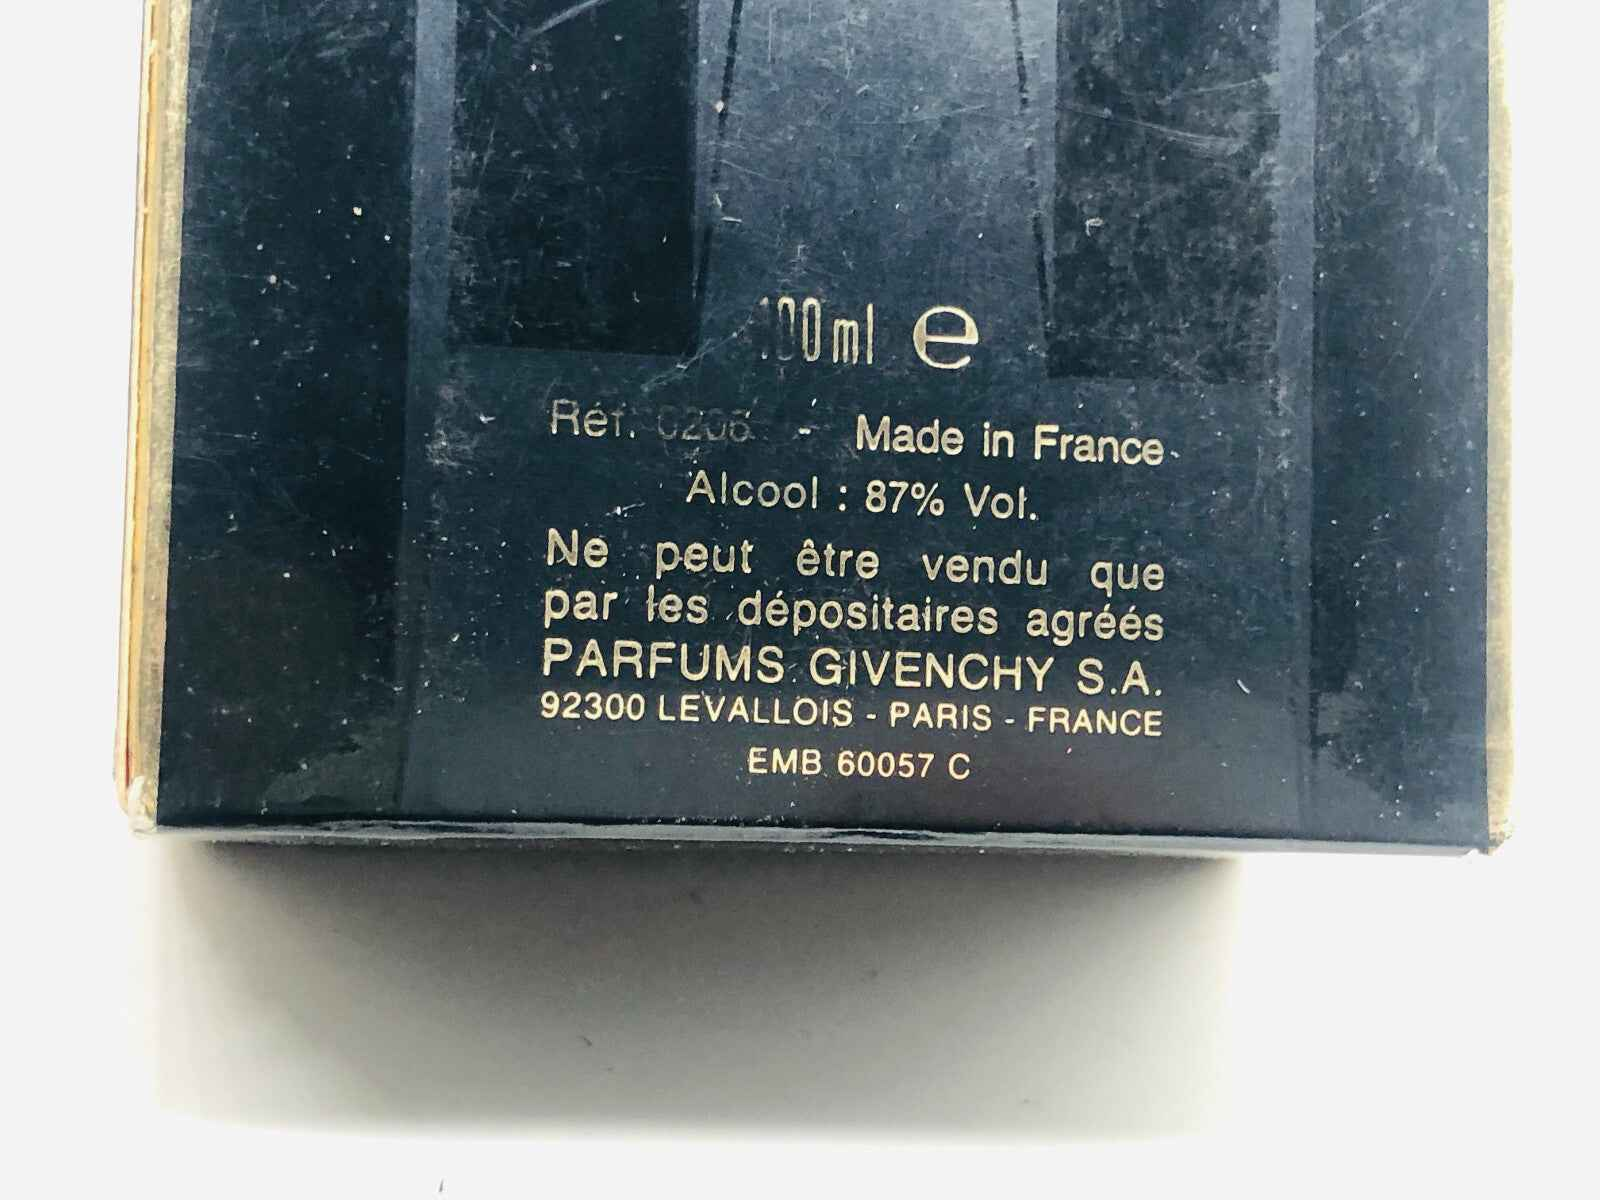 100ml e
Réf. 0206 - Made in France
Alcool : 87% Vol.
Ne peut être vendu que
par les dépositaires agréés
PARFUMS GIVENCHY S.A.
92300 LEVALLOIS - PARIS - FRANCE
EMB 60057 C